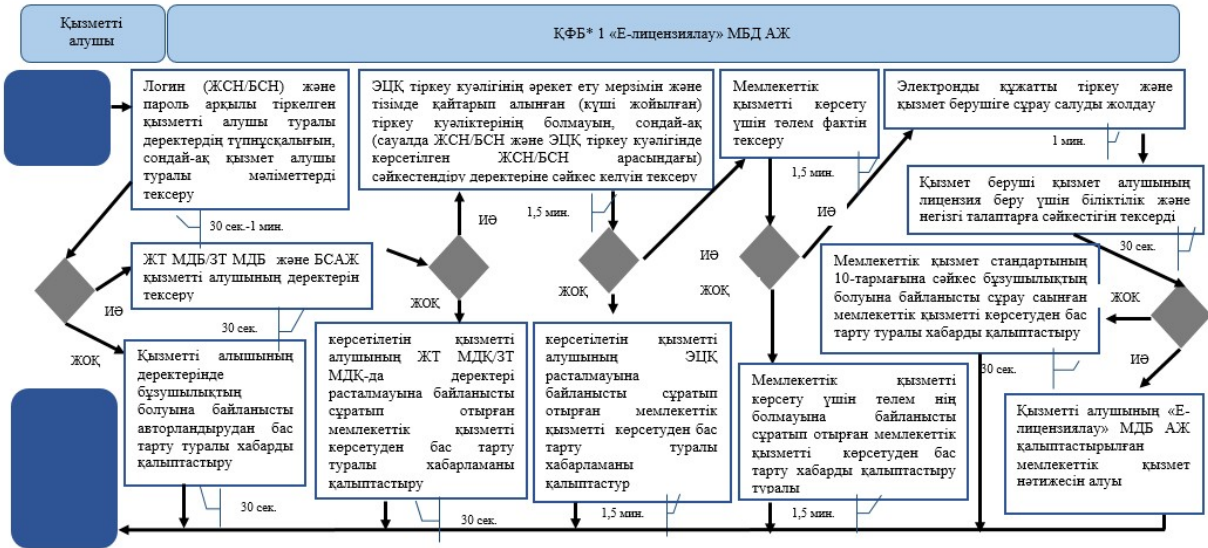 Қызметті
алушы
ҚФБ* 1 «Е-лицензиялау» МБД АЖ
Логин (ЖСН/БСН) және
пароль арқылы тіркелген
қызметті алушы туралы
деректердің түпнұсқалығын,
сондай-ақ қызмет алушы
туралы мәліметтерді
тексеру
30 сек.-1 мин.
ЭЦҚ тіркеу куәлігінің әрекет ету мерзімін және
тізімде қайтарып алынған (күші жойылған)
тіркеу куәліктерінің болмауын, сондай-ақ
(сауалда ЖСН/БСН және ЭЦҚ тіркеу куәлігінде
көрсетілген ЖСН/БСН арасындағы)
сәйкестендіру деректеріне сәйкес келуін тексеру
1,5 мин.
Мемлекеттік
қызметті көрсету
үшін төлем фактін
тексеру
1,5 мин.
Электронды құжатты тіркеу және
қызмет берушіге сұрау салуды жолдау
1 мин.
Қызмет беруші қызмет алушының
лицензия беру үшін біліктілік және
негізгі талаптарға сәйкестігін тексерді
30 сек.
ИӘ
ИӘ
ИӘ
ЖТ МДБ/ЗТ МДБ және БСАЖ
қызметті алушының деректерін
тексеру
30 сек.
ИӘ
ЖОҚ
ЖОҚ
ЖОҚ
ИӘ
ЖОҚ
Мемлекеттік қызмет стандартының
10-тармағына сәйкес бұзушылықтың
болуына байланысты сұрау саынған
мемлекеттік қызметті көрсетуден бас
тарту туралы хабарды қалыптастыру
30 сек.
ЖОК
ИӘ
Қызметті алышының
деректерінде
бұзушылықтың
болуына байланысты
авторландырудан бас
тарту туралы хабарды
қалыптастыру
30 сек.
көрсетілетін қызметті
алушының ЖТ МДҚ/ЗТ
МДҚ-да деректері
расталмауына байланысты
сұратып отырған
мемлекеттік қызметті
көрсетуден бас тарту
туралы хабарламаны
қалыптастыру
30 сек.
көрсетілетін қызметті
алушының ЭЦҚ
расталмауына
байланысты сұратып
отырған мемлекеттік
қызметті көрсетуден бас
тарту туралы
хабарламаны
қалыптастур
1,5 мин.
Мемлекеттік қызметті
көрсету үшін төлем нің
болмауына байланысты
сұратып отырған мемлекеттік
қызметті көрсетуден бас
тарту хабарды қалыптастыру
туралы
1,5 мин.
Қызметті алушының «Е-
лицензиялау» МДБ АЖ
қалыптастырылған
мемлекеттік қызмет
нәтижесін алуы